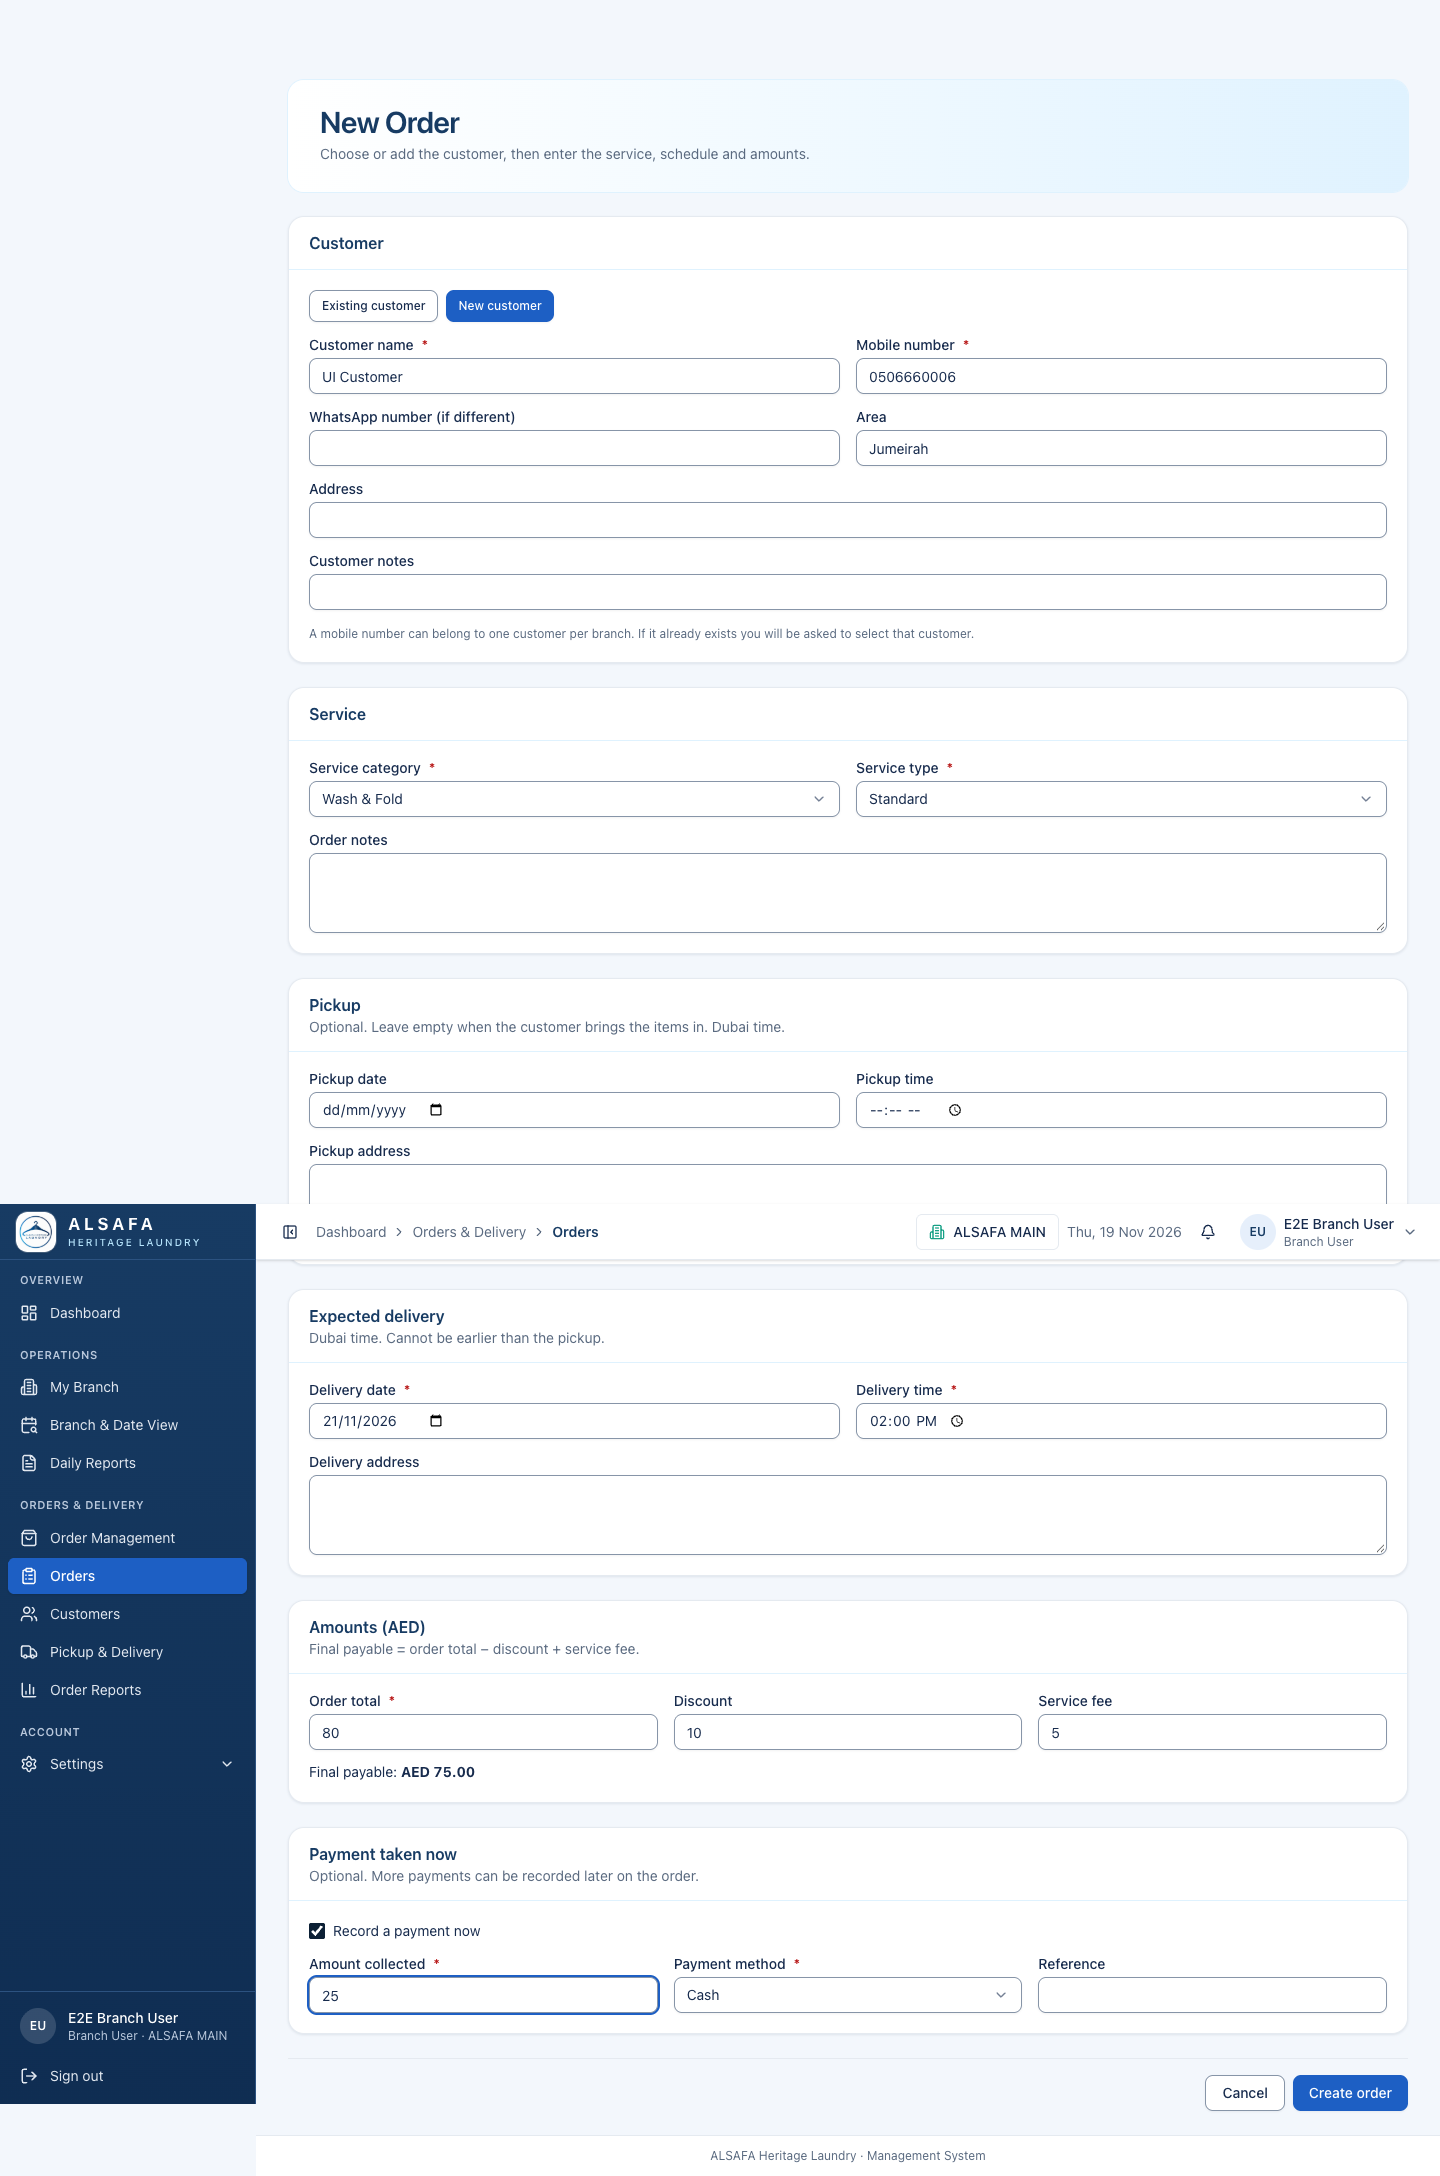 New Order
Choose or add the customer, then enter the service, schedule and amounts.
Customer
Existing customer
New customer
Customer name *
Mobile number *
UI Customer
0506660006
WhatsApp number (if different)
Area
Jumeirah
Address
Customer notes
A mobile number can belong to one customer per branch. If it already exists you will be asked to select that customer.
Service
Service category *
Service type *
Wash & Fold
Standard
Order notes
Pickup
Optional. Leave empty when the customer brings the items in. Dubai time.
Pickup date
Pickup time
dd/mm/yyyy
--:-- --
Pickup address
ALSAFA
HERITAGE LAUNDRY
Dashboard > Orders & Delivery > Orders
ALSAFA MAIN
Thu, 19 Nov 2026
EU
E2E Branch User
Branch User
OVERVIEW
Dashboard
OPERATIONS
My Branch
Branch & Date View
Daily Reports
ORDERS & DELIVERY
Order Management
Orders
Customers
Pickup & Delivery
Order Reports
ACCOUNT
Settings
EU
E2E Branch User
Branch User · ALSAFA MAIN
Sign out
Expected delivery
Dubai time. Cannot be earlier than the pickup.
Delivery date *
Delivery time *
21/11/2026
02:00 PM
Delivery address
Amounts (AED)
Final payable = order total − discount + service fee.
Order total *
Discount
Service fee
80
10
5
Final payable: AED 75.00
Payment taken now
Optional. More payments can be recorded later on the order.
Record a payment now
Amount collected *
Payment method *
Reference
25
Cash
Cancel
Create order
ALSAFA Heritage Laundry · Management System